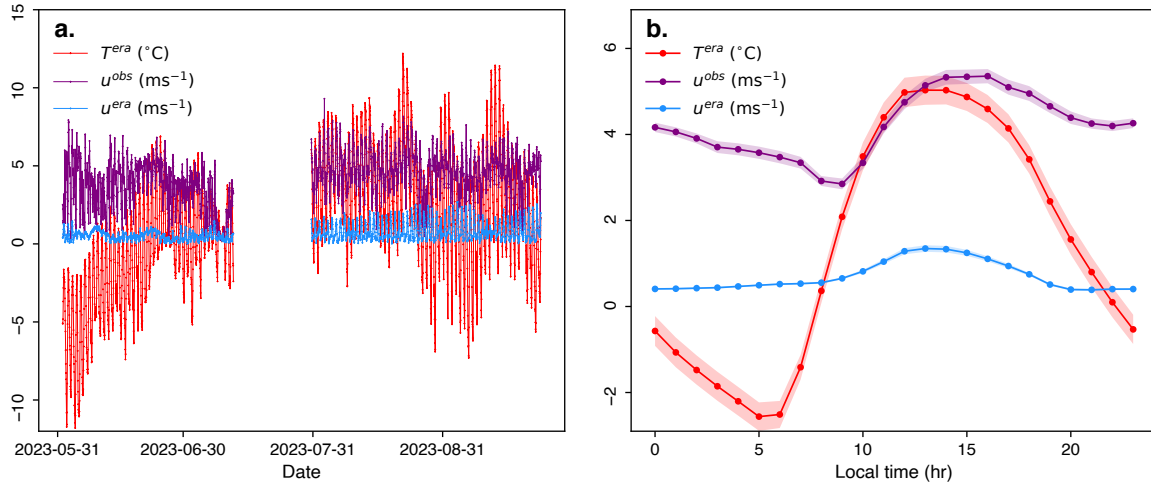 a.
T^era (°C)
u^obs (ms⁻¹)
u^era (ms⁻¹)
15
10
5
0
−5
−10
2023-05-31 2023-06-30 2023-07-31 2023-08-31
Date
b.
T^era (°C)
u^obs (ms⁻¹)
u^era (ms⁻¹)
6
4
2
0
−2
0 5 10 15 20
Local time (hr)